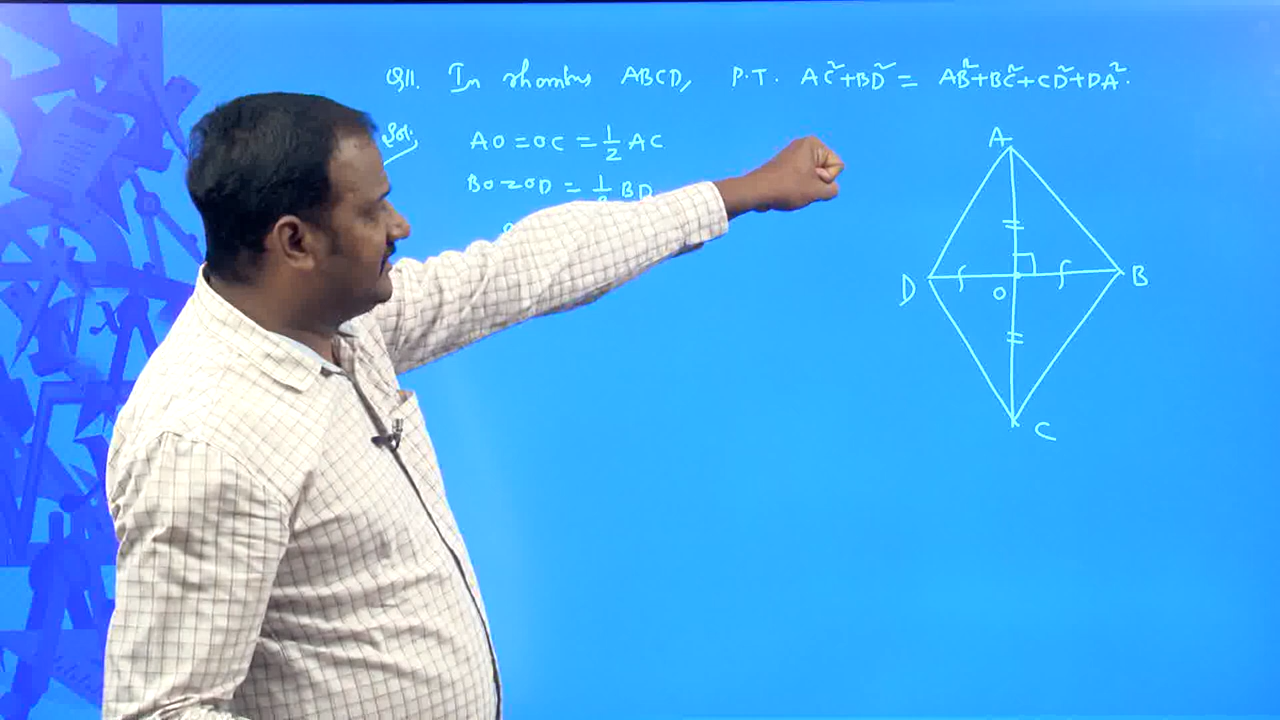 Q11. In rhombus ABCD, P.T. AC²+BD² = AB²+BC²+CD²+DA².
Soln:
AO = OC = 1/2 AC
BO = OD = 1/2 BD
A
D
O
B
C